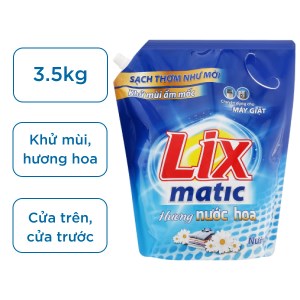 3.5kg
Khử mùi,
hương hoa
Cửa trên,
cửa trước
SẠCH THƠM NHƯ MỚI
Khử mùi ẩm mốc
MÁY GIẶT
Lix
matic
Hương nước hoa